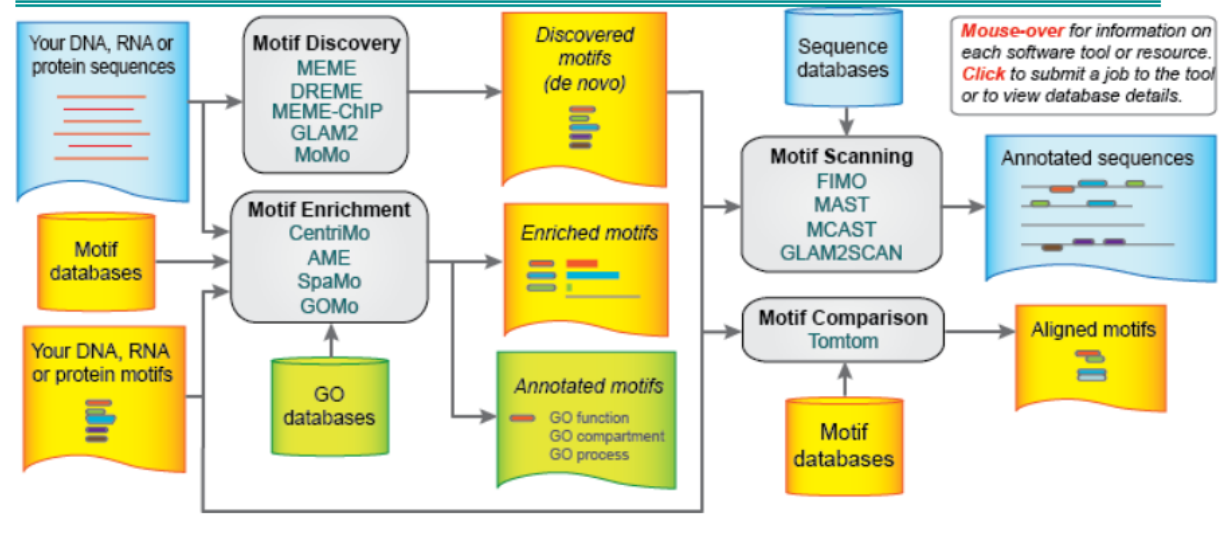 Your DNA, RNA or
protein sequences
Motif Discovery
MEME
DREME
MEME-ChIP
GLAM2
MoMo
Discovered
motifs
(de novo)
Sequence
databases
Mouse-over for information on
each software tool or resource.
Click to submit a job to the tool
or to view database details.
Motif Scanning
FIMO
MAST
MCAST
GLAM2SCAN
Annotated sequences
Motif
databases
Motif Enrichment
CentriMo
AME
SpaMo
GOMo
Enriched motifs
Your DNA, RNA
or protein motifs
GO
databases
Annotated motifs
GO function
GO compartment
GO process
Motif Comparison
Tomtom
Aligned motifs
Motif
databases